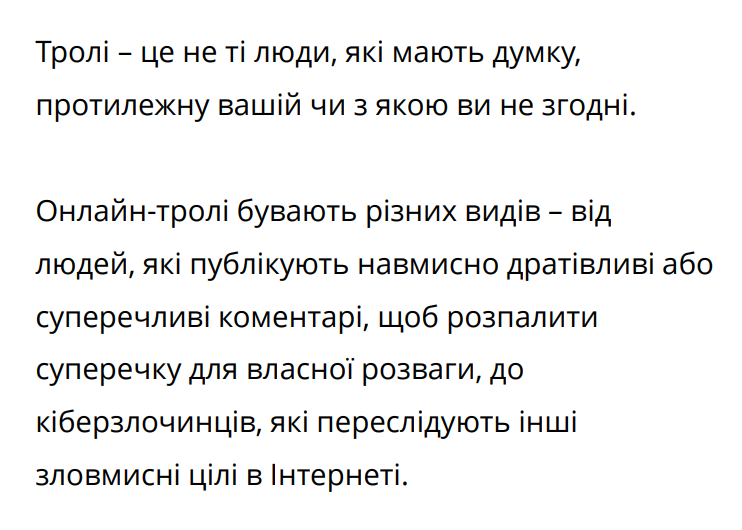 Тролі – це не ті люди, які мають думку,
протилежну вашій чи з якою ви не згодні.
Онлайн-тролі бувають різних видів – від
людей, які публікують навмисно дратівливі або
суперечливі коментарі, щоб розпалити
суперечку для власної розваги, до
кіберзлочинців, які переслідують інші
зловмисні цілі в Інтернеті.